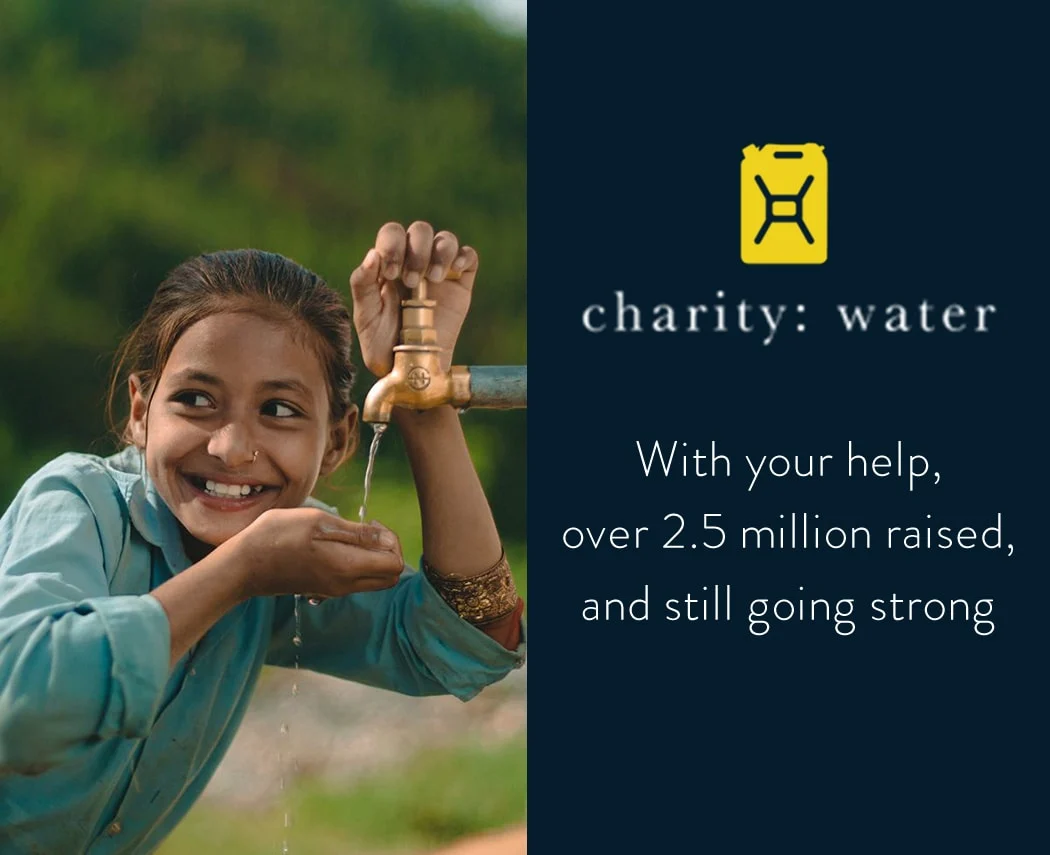 charity: water
With your help,
over 2.5 million raised,
and still going strong